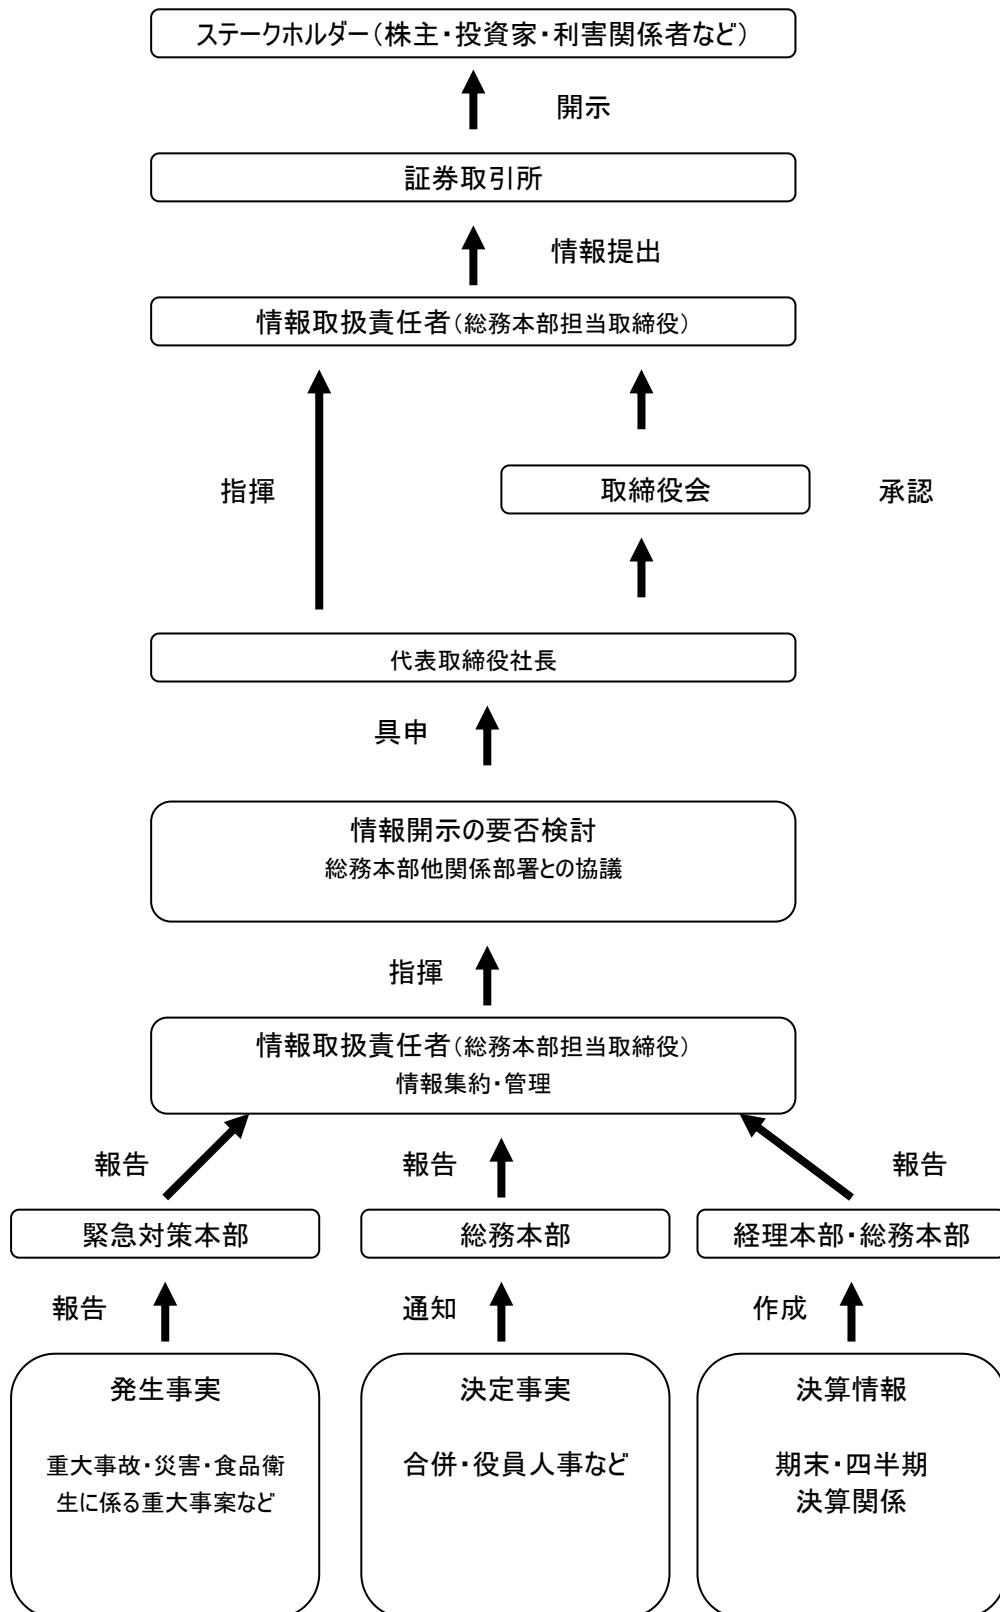 ステークホルダー(株主・投資家・利害関係者など)
開示
証券取引所
情報提出
情報取扱責任者(総務本部担当取締役)
指揮
取締役会
承認
代表取締役社長
具申
情報開示の要否検討
総務本部他関係部署との協議
指揮
情報取扱責任者(総務本部担当取締役)
情報集約・管理
報告
報告
報告
緊急対策本部
総務本部
経理本部・総務本部
報告
通知
作成
発生事実
重大事故・災害・食品衛
生に係る重大事案など
決定事実
合併・役員人事など
決算情報
期末・四半期
決算関係